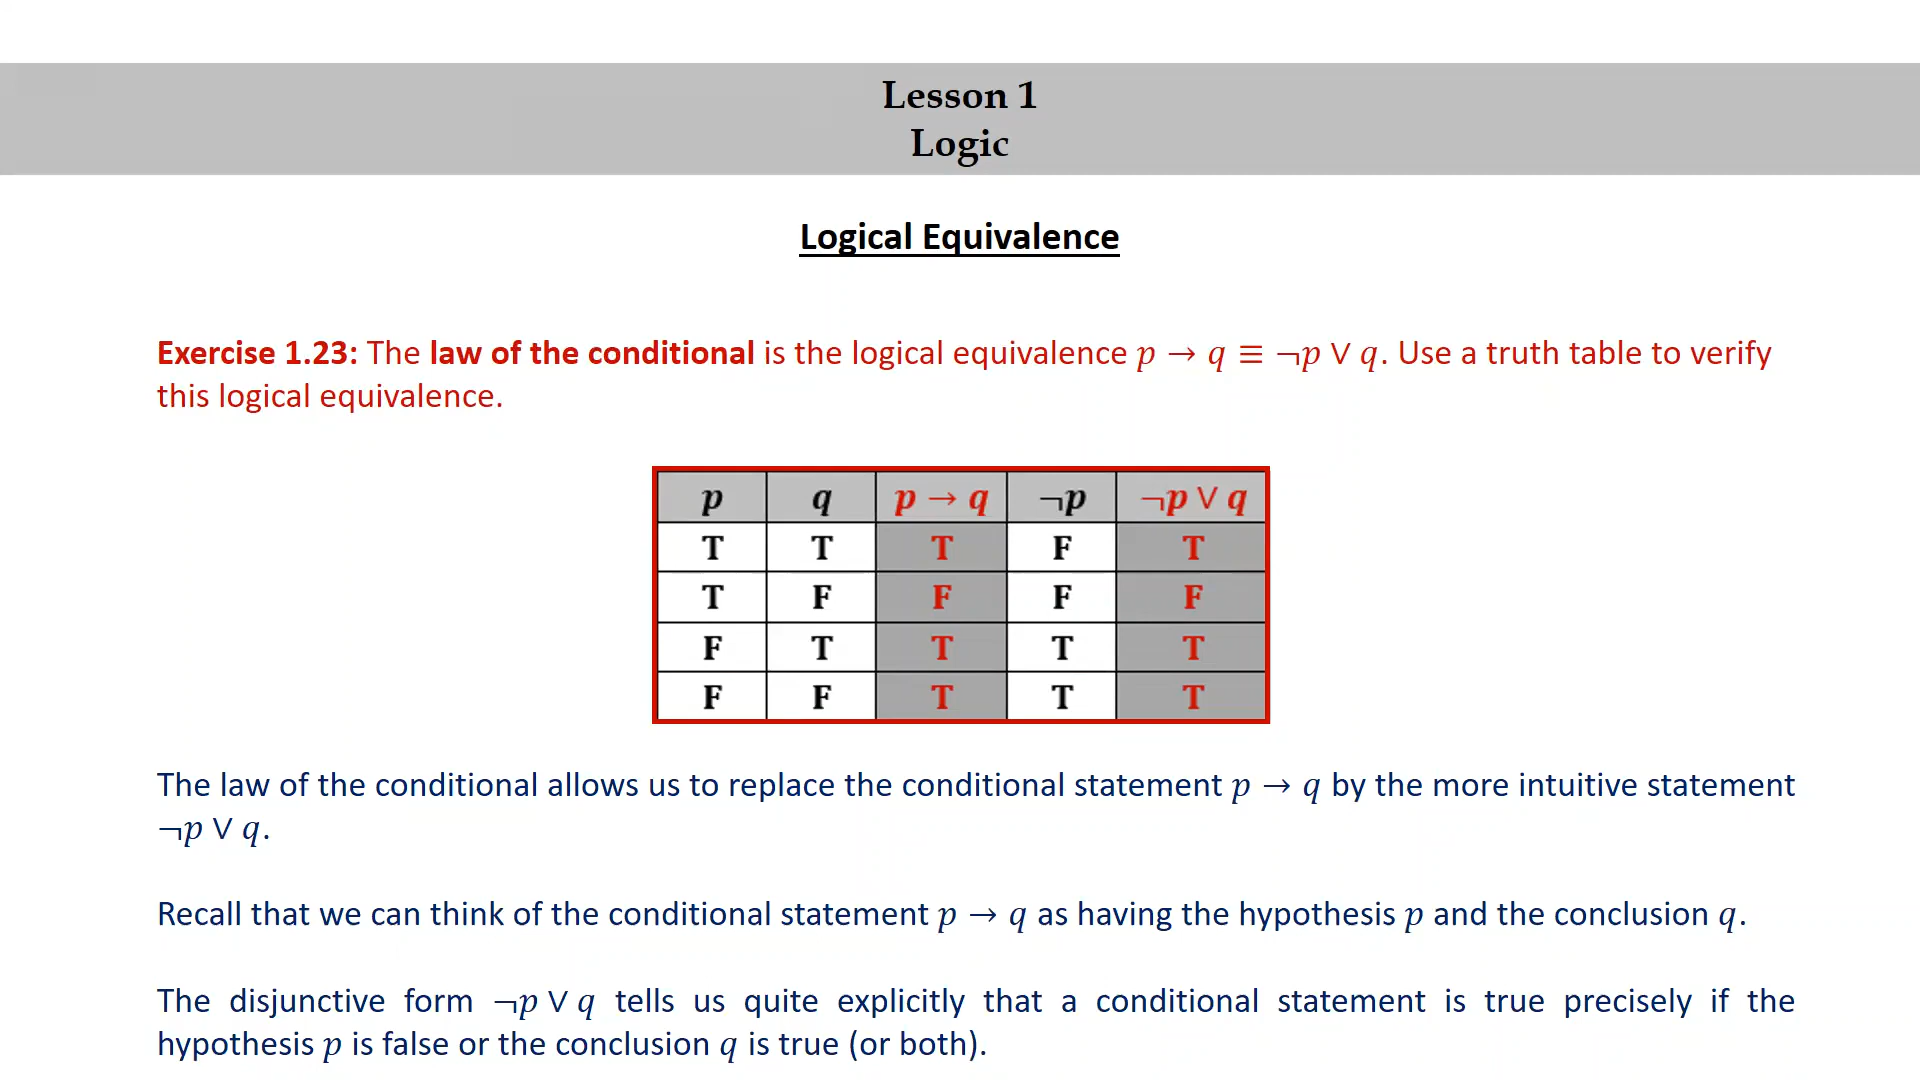 Lesson 1
Logic
Logical Equivalence
Exercise 1.23: The law of the conditional is the logical equivalence p → q ≡ ¬p ∨ q. Use a truth table to verify
this logical equivalence.
p q p → q ¬p ¬p ∨ q
T T T F T
T F F F F
F T T T T
F F T T T
The law of the conditional allows us to replace the conditional statement p → q by the more intuitive statement
¬p ∨ q.
Recall that we can think of the conditional statement p → q as having the hypothesis p and the conclusion q.
The disjunctive form ¬p ∨ q tells us quite explicitly that a conditional statement is true precisely if the
hypothesis p is false or the conclusion q is true (or both).